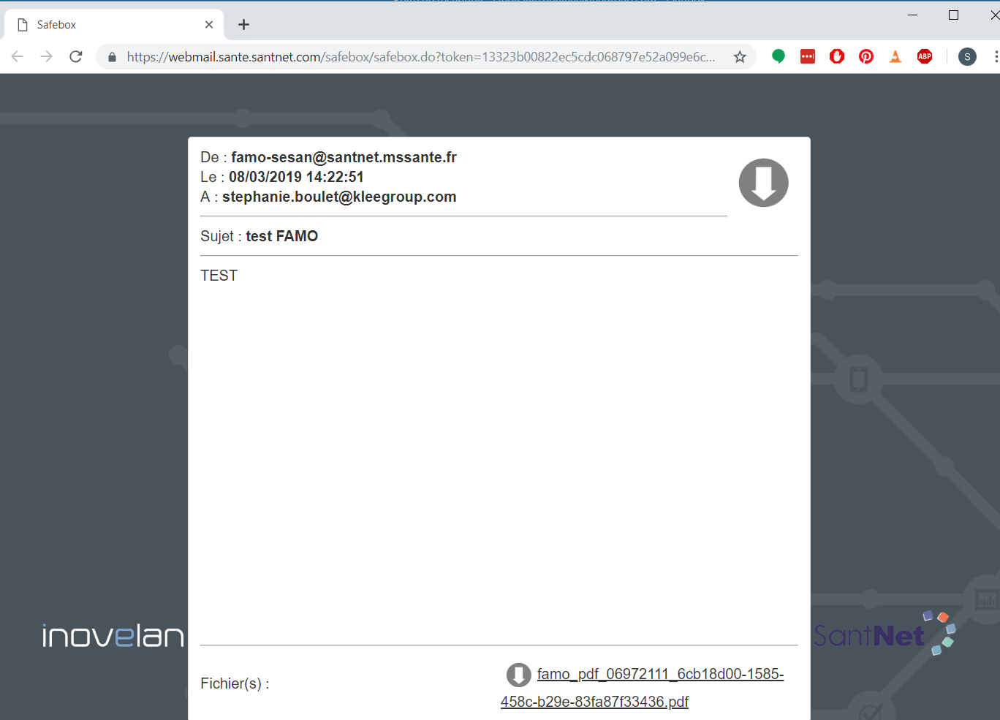 Safebox
https://webmail.sante.santnet.com/safebox/safebox.do?token=13323b00822ec5cdc068797e52a099e6c...
ABP
S
De : famo-sesan@santnet.mssante.fr
Le : 08/03/2019 14:22:51
A : stephanie.boulet@kleegroup.com
Sujet : test FAMO
TEST
inovelan
SantNet
Fichier(s) :
famo_pdf_06972111_6cb18d00-1585-
458c-b29e-83fa87f33436.pdf